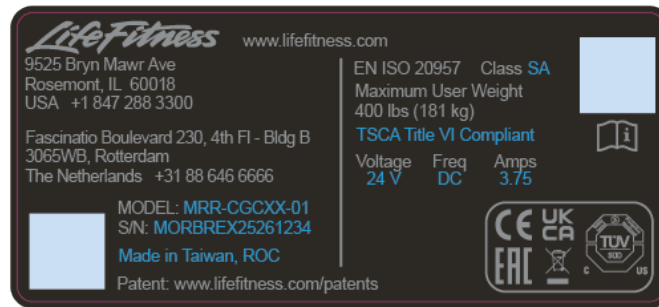 LifeFitness www.lifefitness.com
9525 Bryn Mawr Ave
Rosemont, IL 60018
USA +1 847 288 3300
Fascinatio Boulevard 230, 4th Fl - Bldg B
3065WB, Rotterdam
The Netherlands +31 88 646 6666
MODEL: MRR-CGCXX-01
S/N: MORBREX25261234
Made in Taiwan, ROC
Patent: www.lifefitness.com/patents
EN ISO 20957 Class SA
Maximum User Weight
400 lbs (181 kg)
TSCA Title VI Compliant
Voltage Freq Amps
24 V DC 3.75
CE UK
CA
EAC
TÜV
SÜD
C US